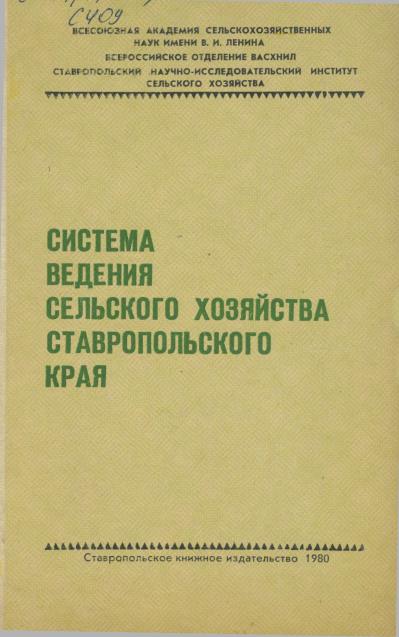 С409
ВСЕСОЮЗНАЯ АКАДЕМИЯ СЕЛЬСКОХОЗЯЙСТВЕННЫХ
НАУК ИМЕНИ В. И. ЛЕНИНА
ВСЕРОССИЙСКОЕ ОТДЕЛЕНИЕ ВАСХНИЛ
СТАВРОПОЛЬСКИЙ НАУЧНО-ИССЛЕДОВАТЕЛЬСКИЙ ИНСТИТУТ
СЕЛЬСКОГО ХОЗЯЙСТВА
СИСТЕМА
ВЕДЕНИЯ
СЕЛЬСКОГО ХОЗЯЙСТВА
СТАВРОПОЛЬСКОГО
КРАЯ
Ставропольское книжное издательство 1980